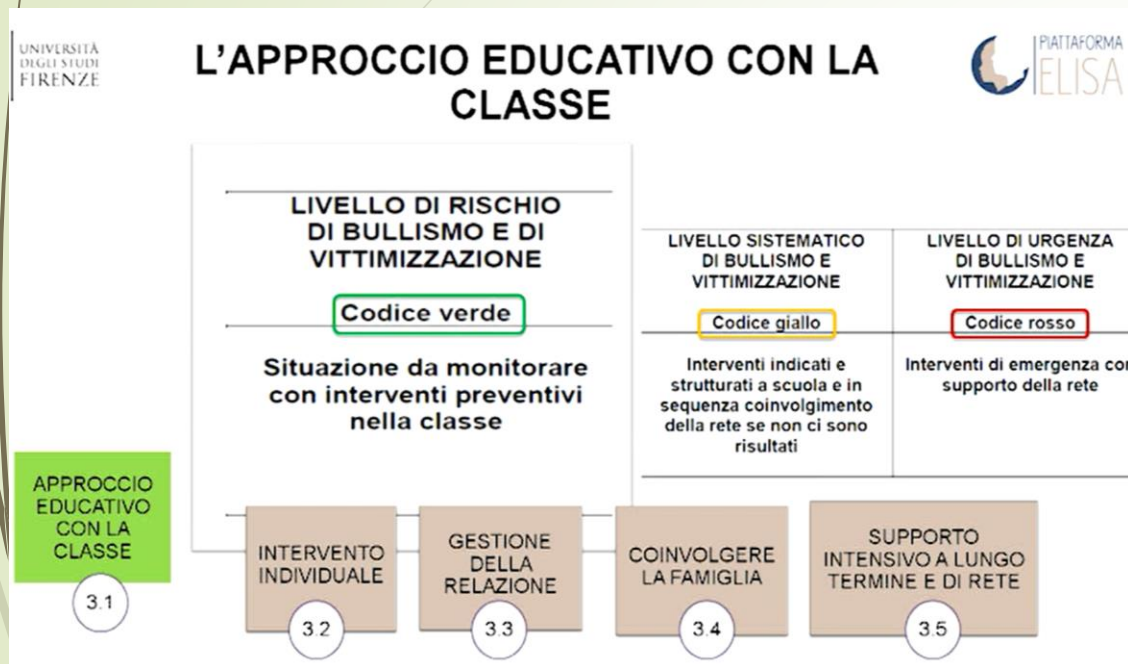 UNIVERSITÀ
DEGLI STUDI
FIRENZE
L'APPROCCIO EDUCATIVO CON LA
CLASSE
PIATTAFORMA
ELISA
LIVELLO DI RISCHIO
DI BULLISMO E DI
VITTIMIZZAZIONE
Codice verde
Situazione da monitorare
con interventi preventivi
nella classe
LIVELLO SISTEMATICO
DI BULLISMO E
VITTIMIZZAZIONE
Codice giallo
Interventi indicati e
strutturati a scuola e in
sequenza coinvolgimento
della rete se non ci sono
risultati
LIVELLO DI URGENZA
DI BULLISMO E
VITTIMIZZAZIONE
Codice rosso
Interventi di emergenza con
supporto della rete
APPROCCIO
EDUCATIVO
CON LA
CLASSE
3.1
INTERVENTO
INDIVIDUALE
3.2
GESTIONE
DELLA
RELAZIONE
3.3
COINVOLGERE
LA FAMIGLIA
3.4
SUPPORTO
INTENSIVO A LUNGO
TERMINE E DI RETE
3.5